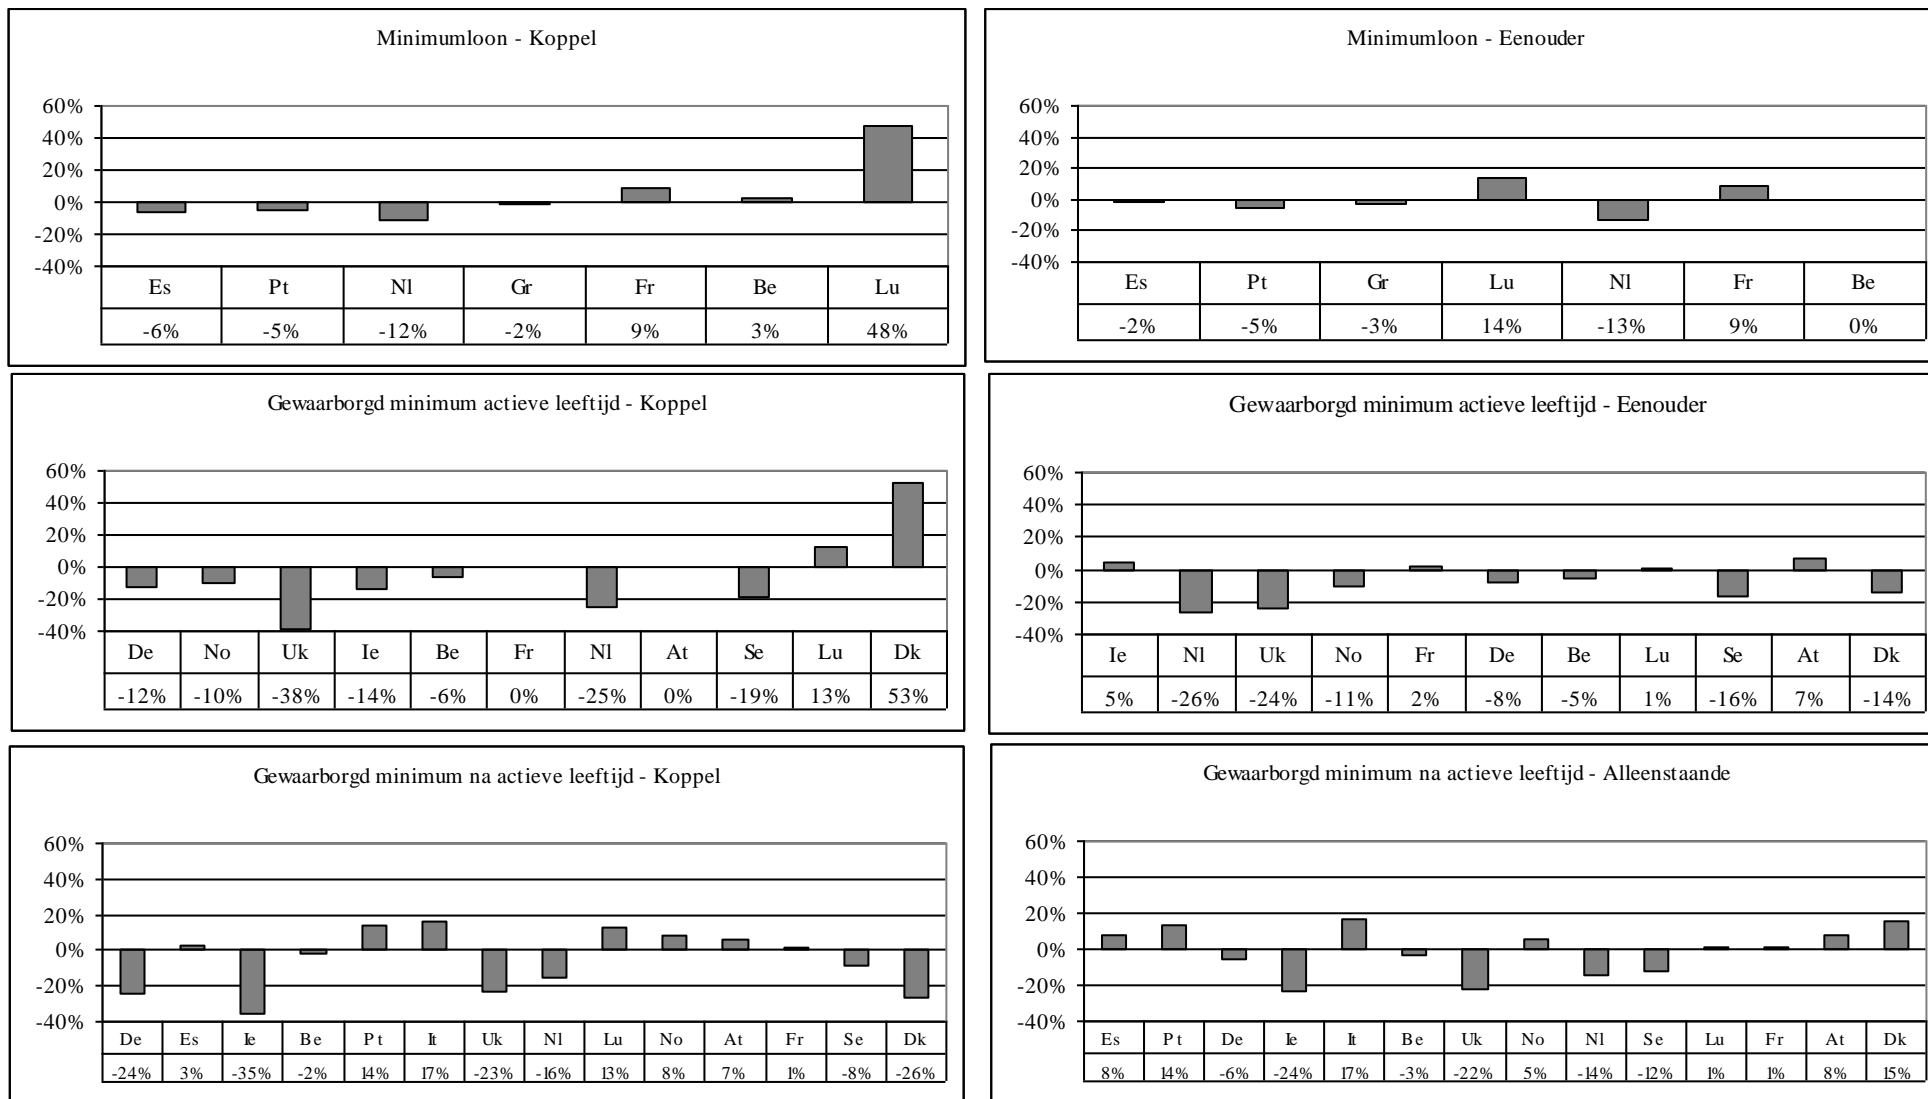 Minimumloon - Koppel
60%
40%
20%
0%
-20%
-40%
Es Pt Nl Gr Fr Be Lu
-6% -5% -12% -2% 9% 3% 48%
Minimumloon - Eenouder
60%
40%
20%
0%
-20%
-40%
Es Pt Gr Lu Nl Fr Be
-2% -5% -3% 14% -13% 9% 0%
Gewaarborgd minimum actieve leeftijd - Koppel
60%
40%
20%
0%
-20%
-40%
De No Uk Ie Be Fr Nl At Se Lu Dk
-12% -10% -38% -14% -6% 0% -25% 0% -19% 13% 53%
Gewaarborgd minimum actieve leeftijd - Eenouder
60%
40%
20%
0%
-20%
-40%
Ie Nl Uk No Fr De Be Lu Se At Dk
5% -26% -24% -11% 2% -8% -5% 1% -16% 7% -14%
Gewaarborgd minimum na actieve leeftijd - Koppel
60%
40%
20%
0%
-20%
-40%
De Es Ie Be Pt It Uk Nl Lu No At Fr Se Dk
-24% 3% -35% -2% 14% 17% -23% -16% 13% 8% 7% 1% -8% -26%
Gewaarborgd minimum na actieve leeftijd - Alleenstaande
60%
40%
20%
0%
-20%
-40%
Es Pt De Ie It Be Uk No Nl Se Lu Fr At Dk
8% 14% -6% -24% 17% -3% -22% 5% -14% -12% 1% 1% 8% 15%